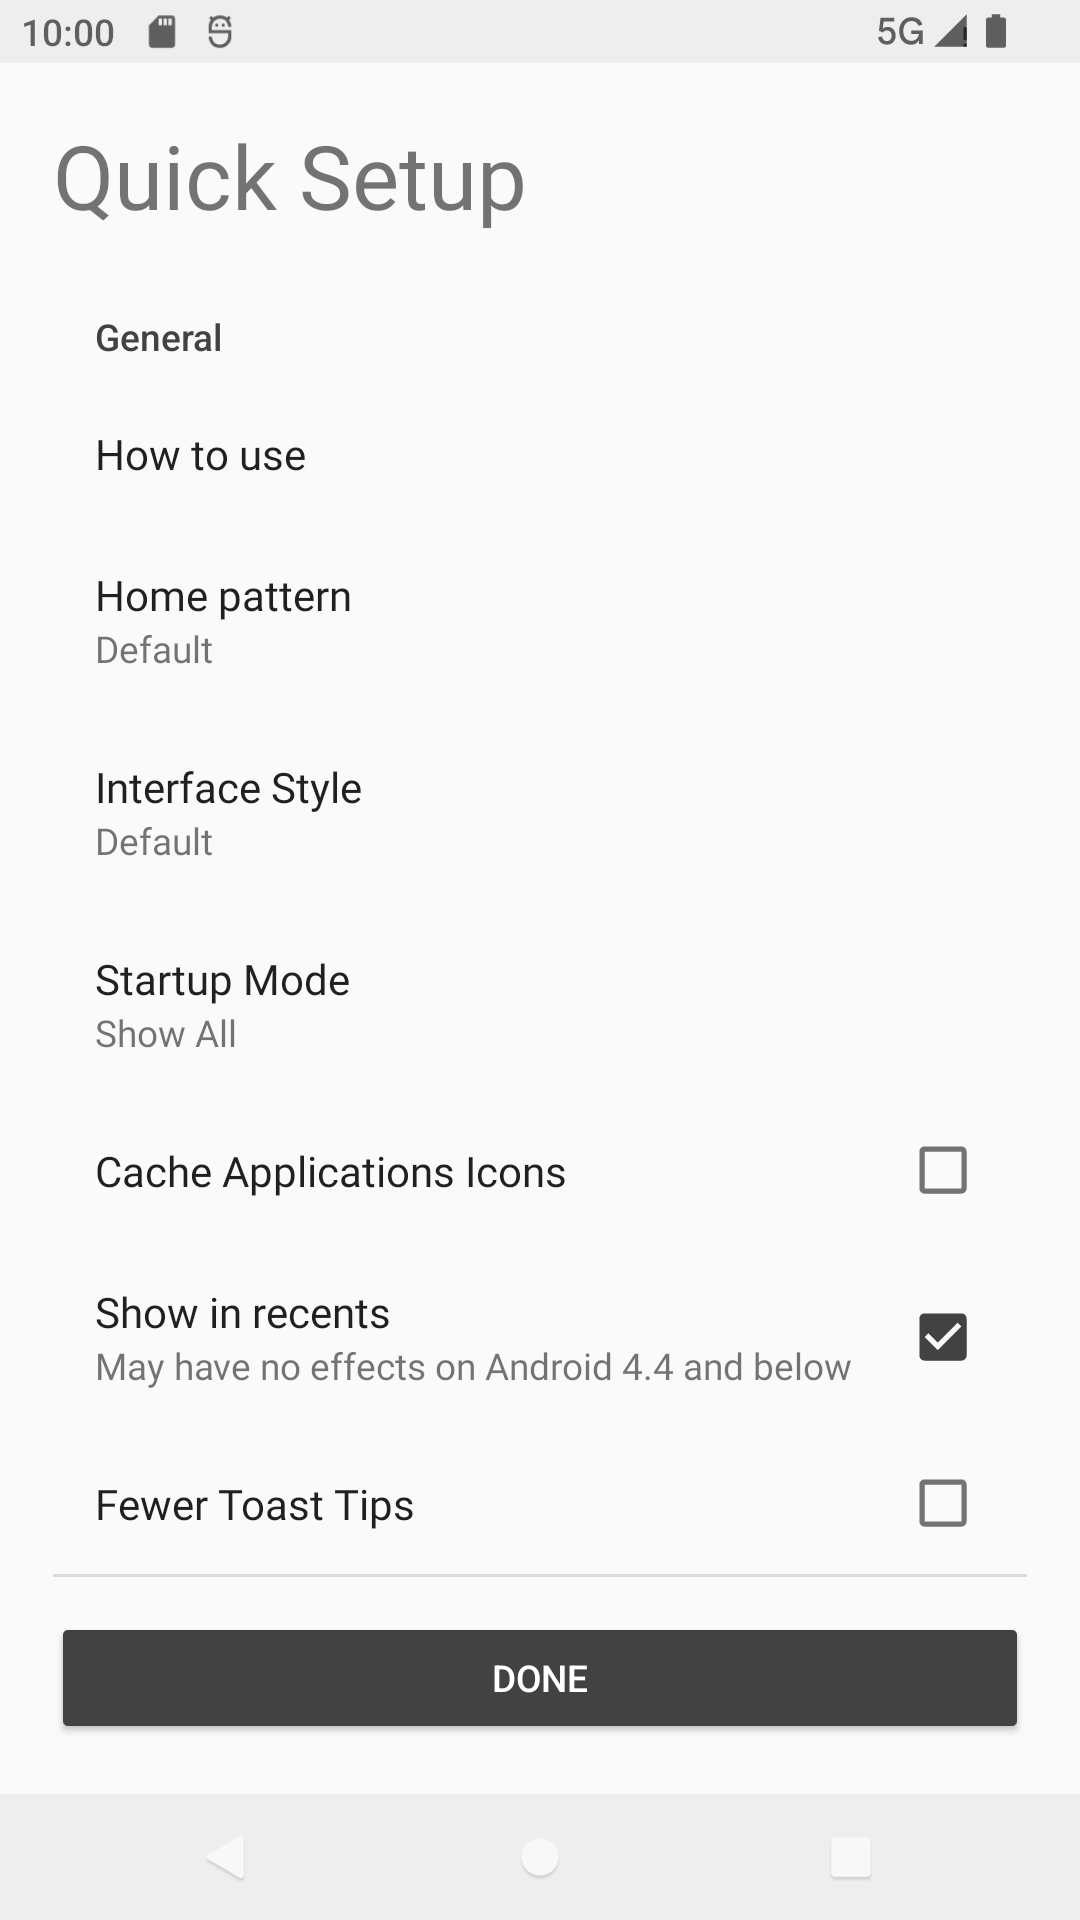 10:00
5G
Quick Setup
General
How to use
Home pattern
Default
Interface Style
Default
Startup Mode
Show All
Cache Applications Icons
Show in recents
May have no effects on Android 4.4 and below
Fewer Toast Tips
DONE